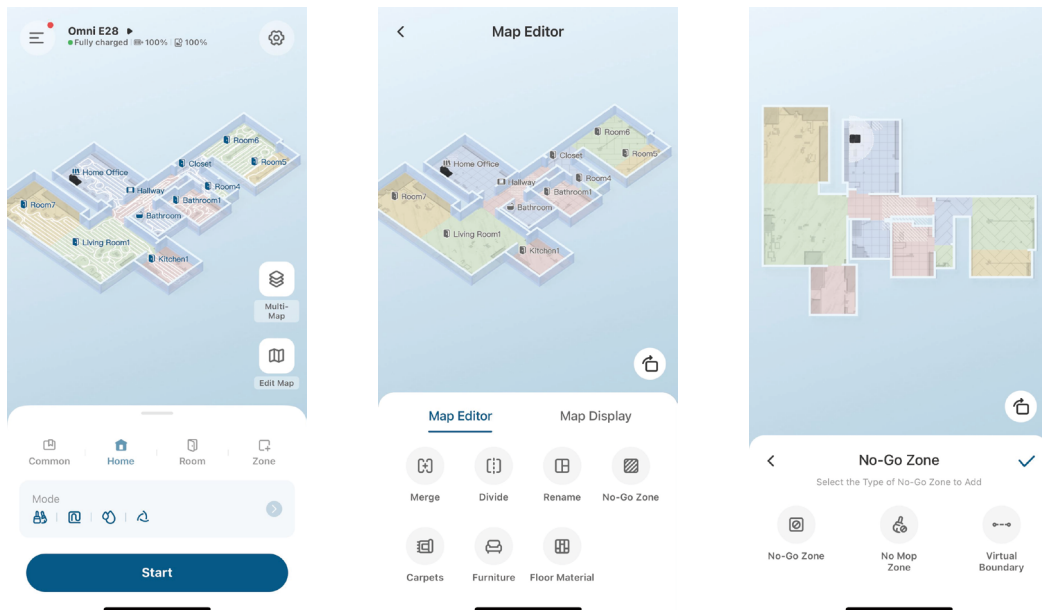 Omni E28
Fully charged 100% 100%
Room6
Closet
Room5
Home Office
Room4
Hallway
Bathroom1
Room7
Bathroom
Living Room1
Kitchen1
Multi-
Map
Edit Map
Common
Home
Room
Zone
Mode
Start
Map Editor
Room6
Closet
Room5
Home Office
Room4
Hallway
Bathroom1
Room7
Bathroom
Living Room1
Kitchen1
Map Editor
Map Display
Merge
Divide
Rename
No-Go Zone
Carpets
Furniture
Floor Material
No-Go Zone
Select the Type of No-Go Zone to Add
No-Go Zone
No Mop
Zone
Virtual
Boundary